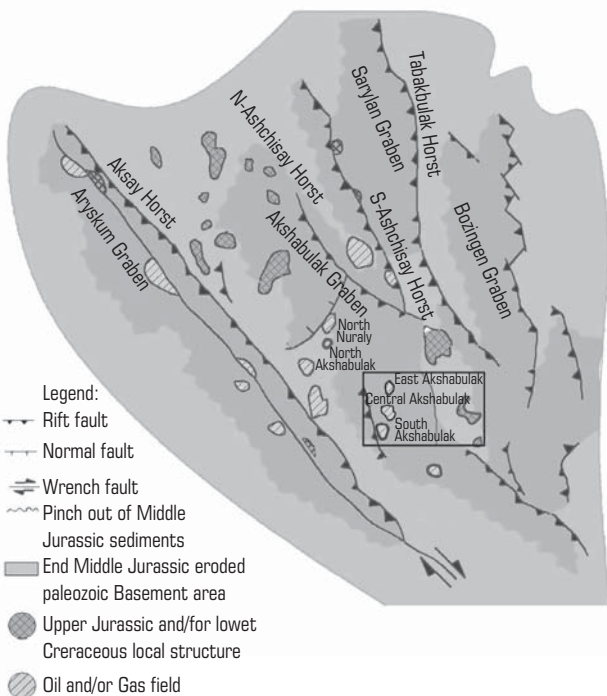 Tabakbulak Horst
Sarylan Graben
N-Ashchisay Horst
S-Ashchisay Horst
Bozingen Graben
Aksay Horst
Aryskum Graben
Akshabulak Graben
North
Nuraly
North
Akshabulak
East Akshabulak
Central Akshabulak
South
Akshabulak
Legend:
Rift fault
Normal fault
Wrench fault
Pinch out of Middle
Jurassic sediments
End Middle Jurassic eroded
paleozoic Basement area
Upper Jurassic and/for lowet
Creraceous local structure
Oil and/or Gas field